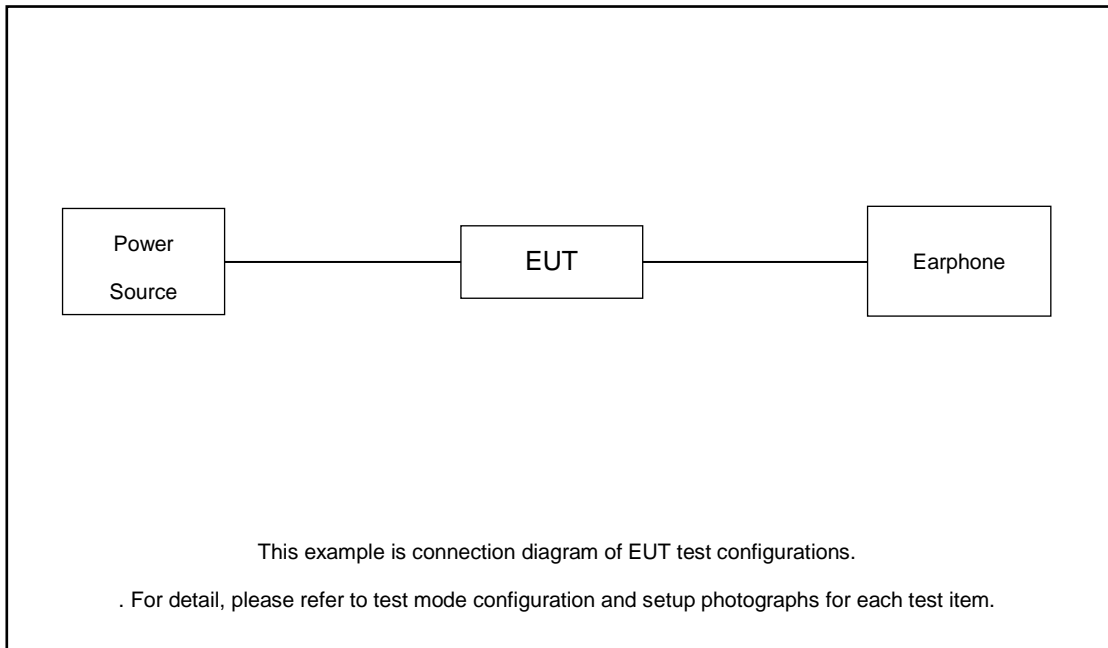 Power
Source
EUT
Earphone
This example is connection diagram of EUT test configurations.
. For detail, please refer to test mode configuration and setup photographs for each test item.